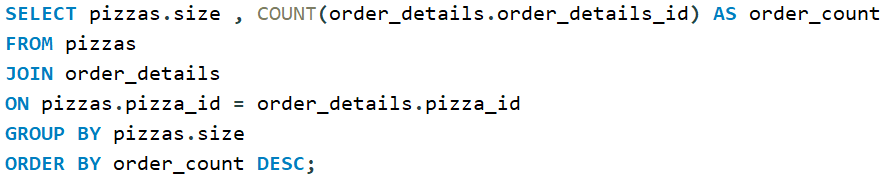 SELECT pizzas.size , COUNT(order_details.order_details_id) AS order_count
FROM pizzas
JOIN order_details
ON pizzas.pizza_id = order_details.pizza_id
GROUP BY pizzas.size
ORDER BY order_count DESC;